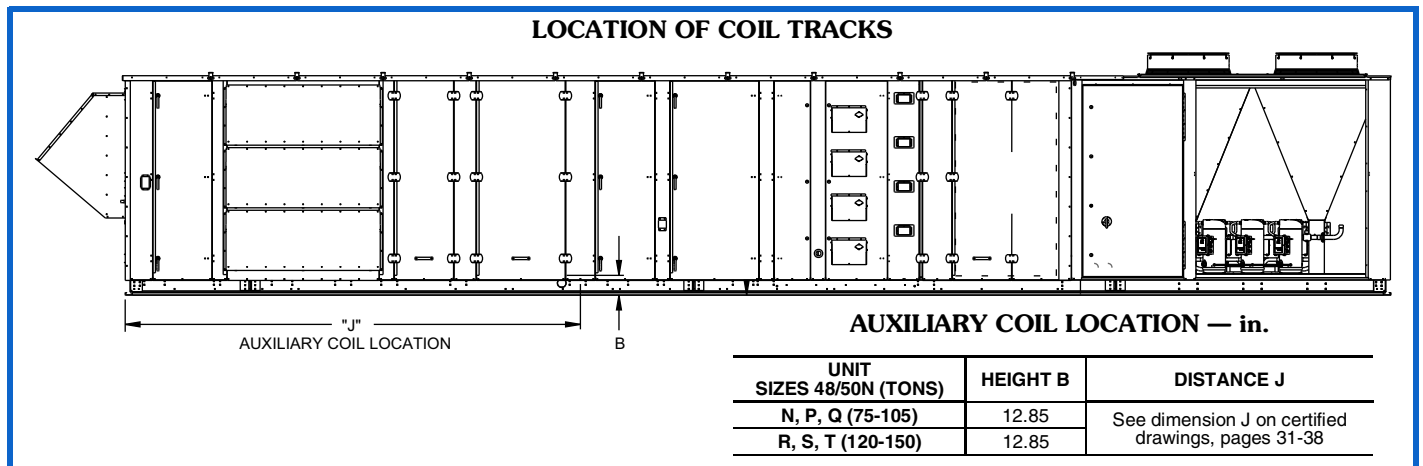 LOCATION OF COIL TRACKS
"J"
AUXILIARY COIL LOCATION
B
AUXILIARY COIL LOCATION — in.
UNIT SIZES 48/50N (TONS) HEIGHT B DISTANCE J
N, P, Q (75-105) 12.85 See dimension J on certified
R, S, T (120-150) 12.85 drawings, pages 31-38